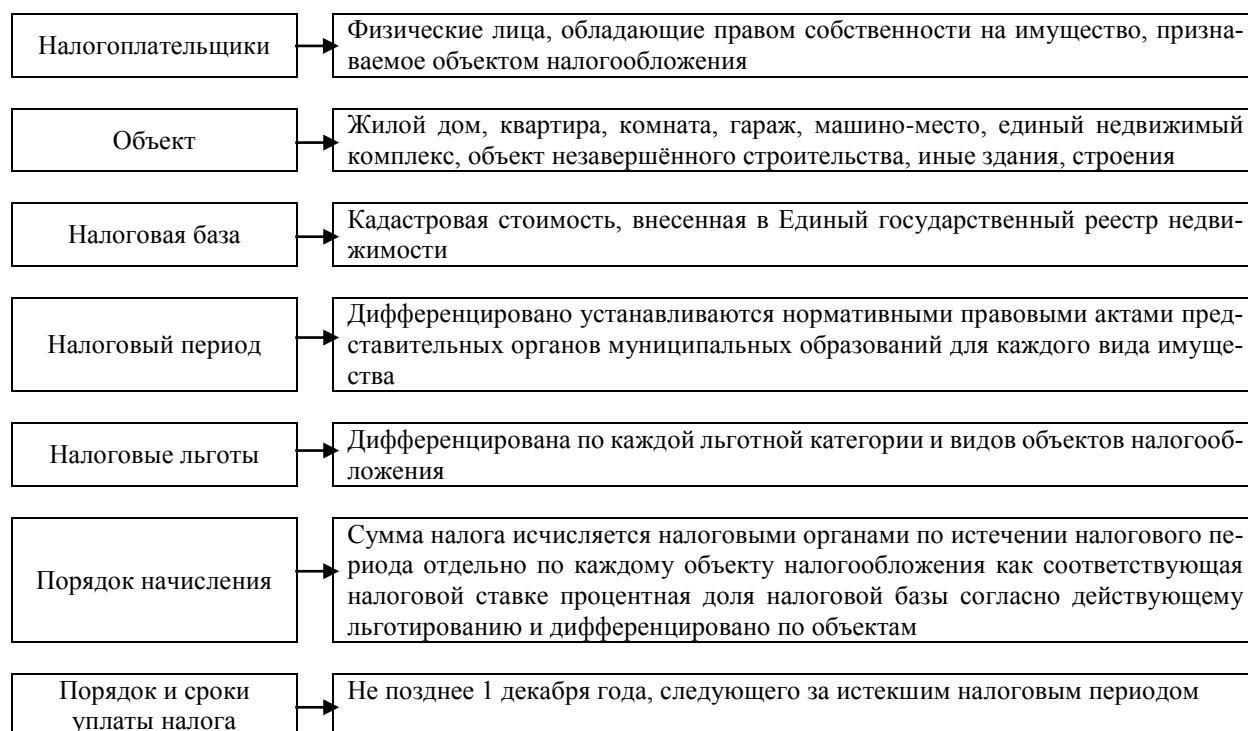 Налогоплательщики
Физические лица, обладающие правом собственности на имущество, призна-
ваемое объектом налогообложения
Объект
Жилой дом, квартира, комната, гараж, машино-место, единый недвижимый
комплекс, объект незавершённого строительства, иные здания, строения
Налоговая база
Кадастровая стоимость, внесенная в Единый государственный реестр недви-
жимости
Налоговый период
Дифференцировано устанавливаются нормативными правовыми актами пред-
ставительных органов муниципальных образований для каждого вида имуще-
ства
Налоговые льготы
Дифференцирована по каждой льготной категории и видов объектов налогооб-
ложения
Порядок начисления
Сумма налога исчисляется налоговыми органами по истечении налогового пе-
риода отдельно по каждому объекту налогообложения как соответствующая
налоговой ставке процентная доля налоговой базы согласно действующему
льготированию и дифференцировано по объектам
Порядок и сроки
уплаты налога
Не позднее 1 декабря года, следующего за истекшим налоговым периодом